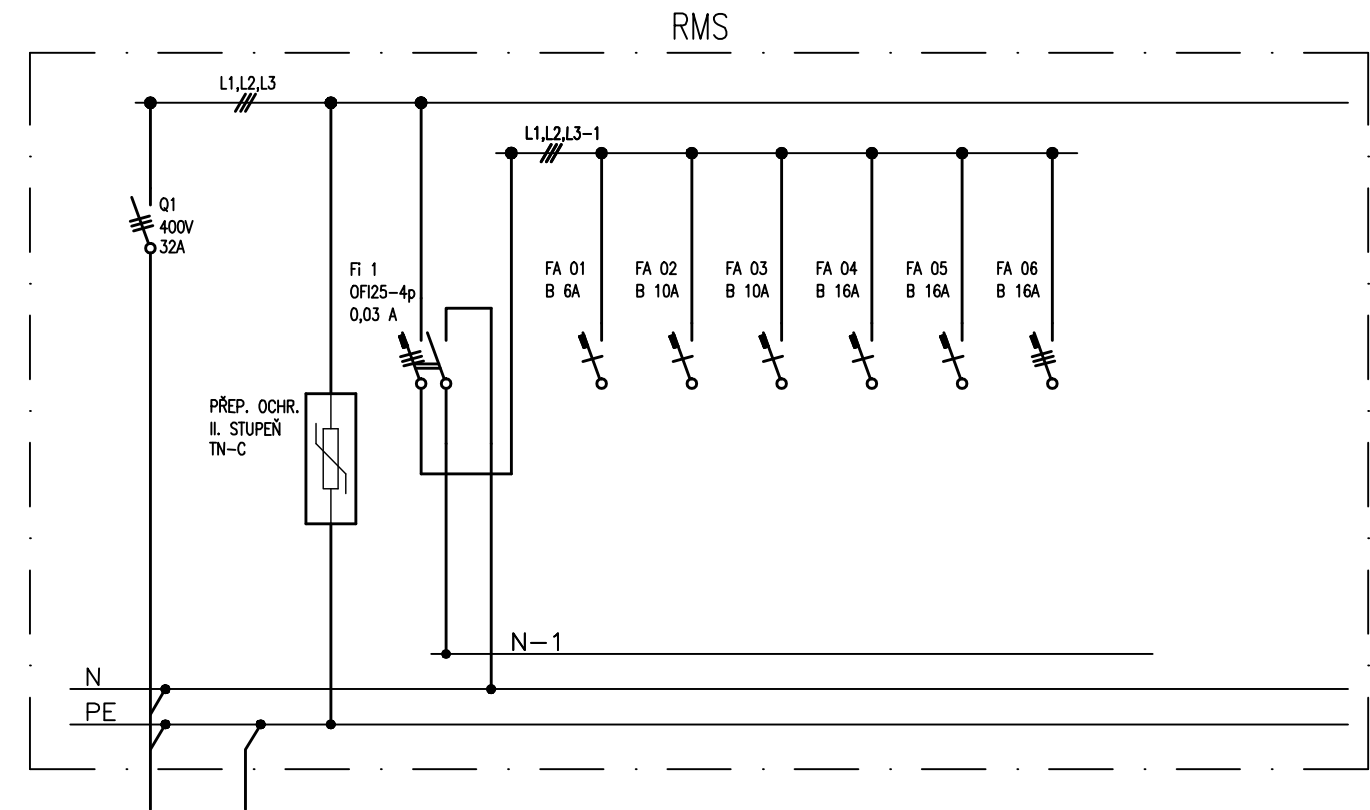 RMS
L1,L2,L3
L1,L2,L3-1
Q1
400V
32A
Fi 1
OFI25-4p
0,03 A
FA 01
B 6A
FA 02
B 10A
FA 03
B 10A
FA 04
B 16A
FA 05
B 16A
FA 06
B 16A
PŘEP. OCHR.
II. STUPEŇ
TN-C
N-1
N
PE